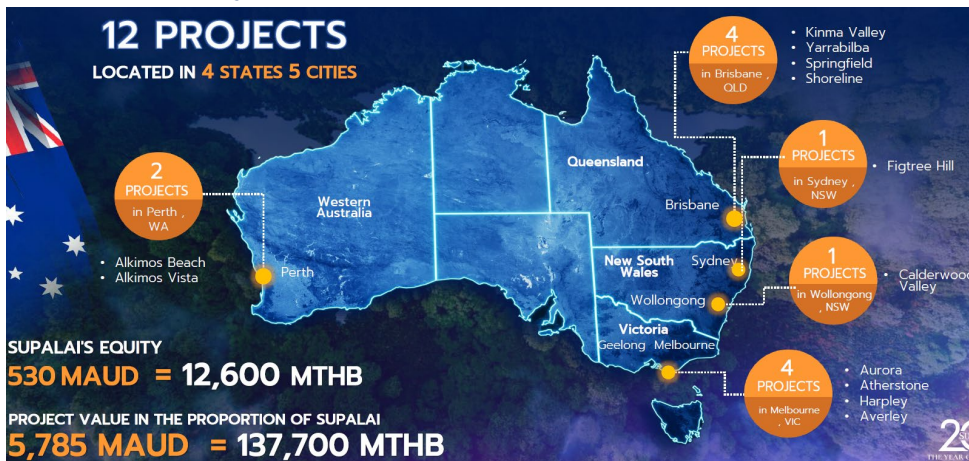 12 PROJECTS
LOCATED IN 4 STATES 5 CITIES
4
PROJECTS
in Brisbane ,
QLD
• Kinma Valley
• Yarrabilba
• Springfield
• Shoreline
1
PROJECTS
in Sydney ,
NSW
• Figtree Hill
2
PROJECTS
in Perth ,
WA
• Alkimos Beach
• Alkimos Vista
Queensland
Western
Australia
Brisbane
Perth
New South
Wales
Sydney
Wollongong
1
PROJECTS
in Wollongong
, NSW
• Calderwood
Valley
Victoria
Geelong Melbourne
4
PROJECTS
in Melbourne
, VIC
• Aurora
• Atherstone
• Harpley
• Averley
SUPALAI'S EQUITY
530 MAUD = 12,600 MTHB
PROJECT VALUE IN THE PROPORTION OF SUPALAI
5,785 MAUD = 137,700 MTHB
THE YEAR